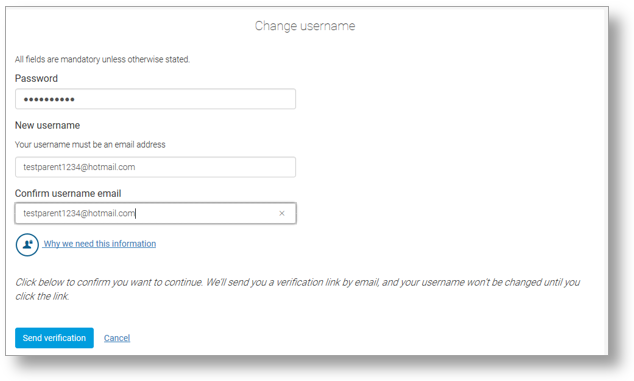 Change username
All fields are mandatory unless otherwise stated.
Password
••••••••••
New username
Your username must be an email address
testparent1234@hotmail.com
Confirm username email
testparent1234@hotmail.com ×
Why we need this information
Click below to confirm you want to continue. We'll send you a verification link by email, and your username won't be changed until you
click the link.
Send verification Cancel